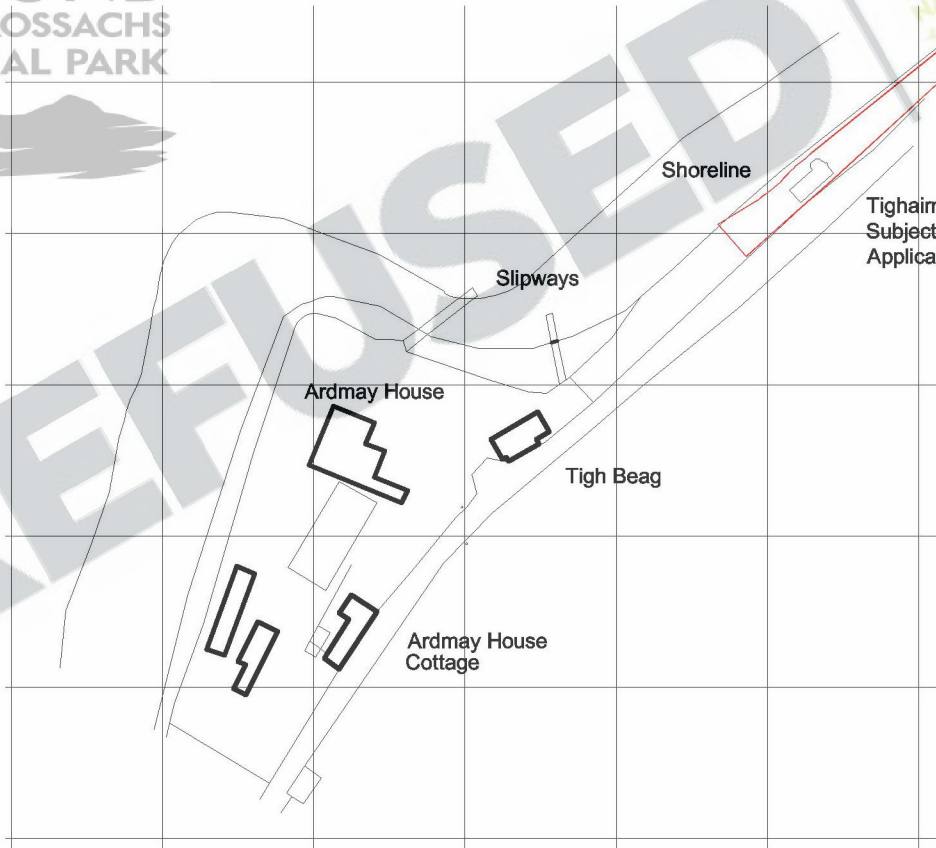 OSSACHS
AL PARK
REFUSED
Shoreline
Tighairn
Subject
Applica
Slipways
Ardmay House
Tigh Beag
Ardmay House
Cottage